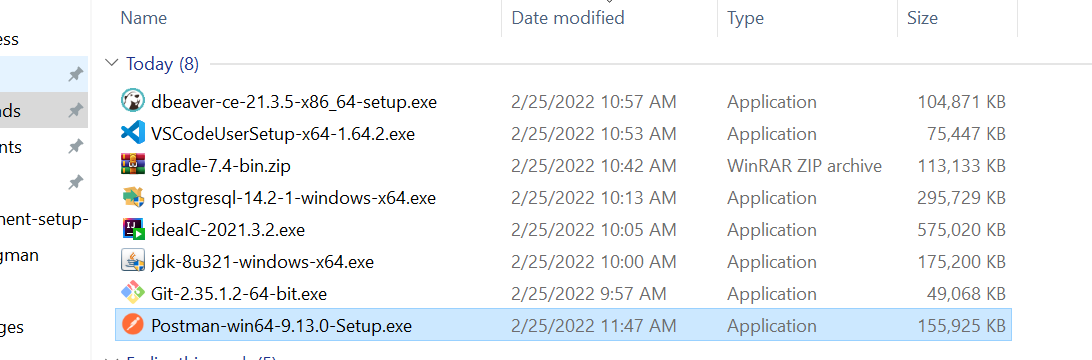 Name Date modified Type Size
ess
Today (8)
dbeaver-ce-21.3.5-x86_64-setup.exe 2/25/2022 10:57 AM Application 104,871 KB
ads
VSCodeUserSetup-x64-1.64.2.exe 2/25/2022 10:53 AM Application 75,447 KB
nts
gradle-7.4-bin.zip 2/25/2022 10:42 AM WinRAR ZIP archive 113,133 KB
postgresql-14.2-1-windows-x64.exe 2/25/2022 10:13 AM Application 295,729 KB
ment-setup-
ideaIC-2021.3.2.exe 2/25/2022 10:05 AM Application 575,020 KB
gman
jdk-8u321-windows-x64.exe 2/25/2022 10:00 AM Application 175,200 KB
Git-2.35.1.2-64-bit.exe 2/25/2022 9:57 AM Application 49,068 KB
ges
Postman-win64-9.13.0-Setup.exe 2/25/2022 11:47 AM Application 155,925 KB